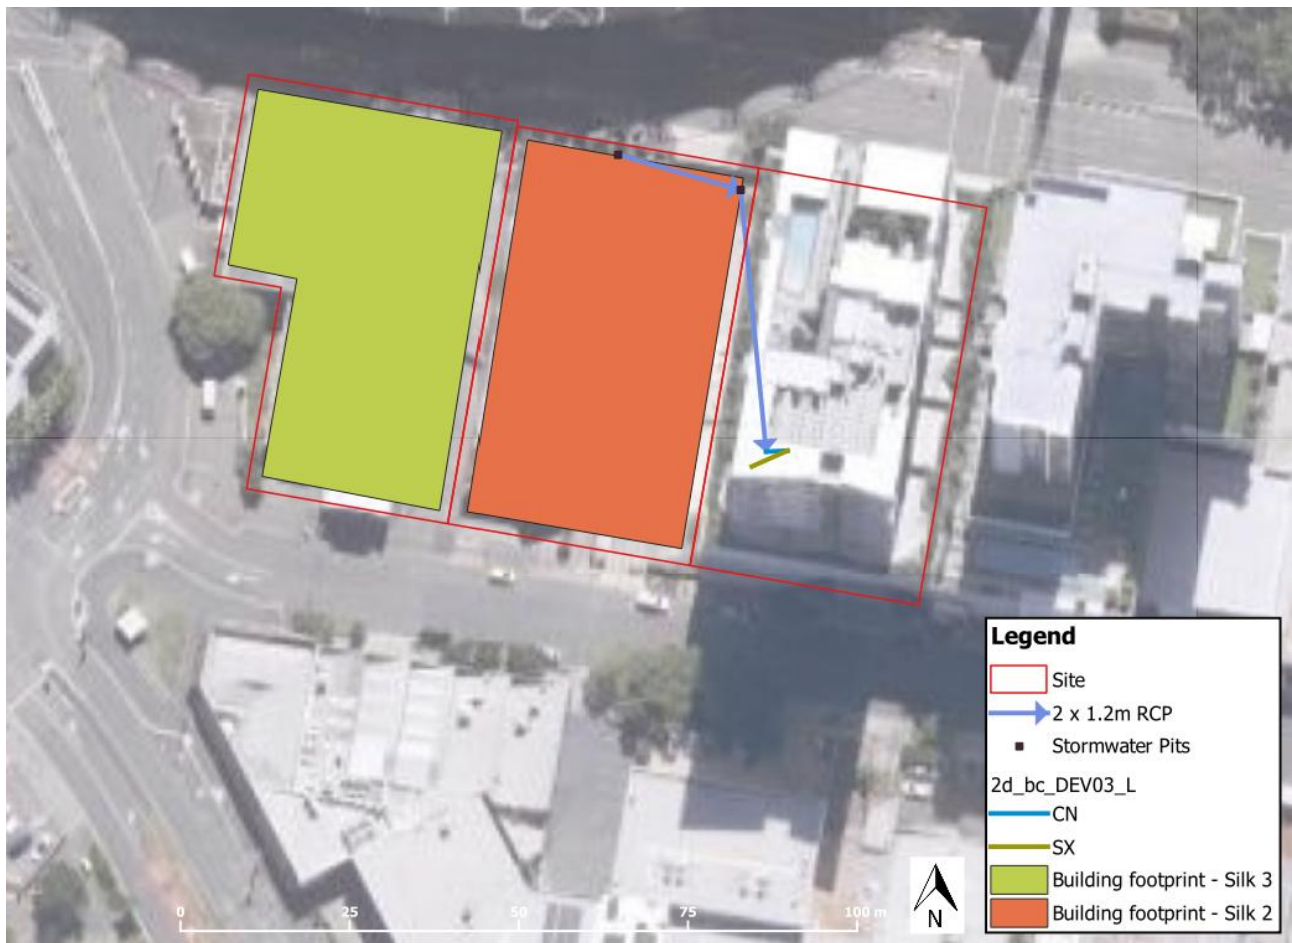 Legend
Site
2 x 1.2m RCP
Stormwater Pits
2d_bc_DEV03_L
CN
SX
Building footprint - Silk 3
Building footprint - Silk 2
N
0 25 50 75 100 m